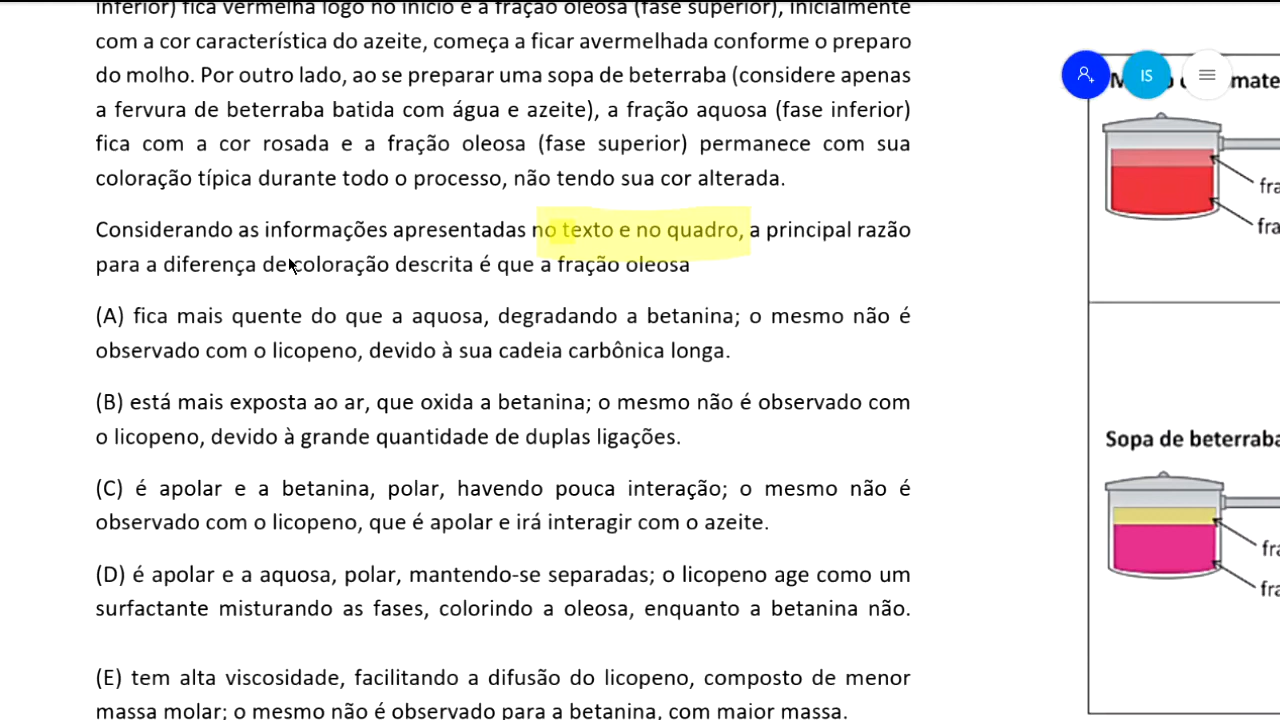 inferior) fica vermelha logo no início e a fração oleosa (fase superior), inicialmente
com a cor característica do azeite, começa a ficar avermelhada conforme o preparo
do molho. Por outro lado, ao se preparar uma sopa de beterraba (considere apenas
a fervura de beterraba batida com água e azeite), a fração aquosa (fase inferior)
fica com a cor rosada e a fração oleosa (fase superior) permanece com sua
coloração típica durante todo o processo, não tendo sua cor alterada.
Considerando as informações apresentadas no texto e no quadro, a principal razão
para a diferença de coloração descrita é que a fração oleosa
(A) fica mais quente do que a aquosa, degradando a betanina; o mesmo não é
observado com o licopeno, devido à sua cadeia carbônica longa.
(B) está mais exposta ao ar, que oxida a betanina; o mesmo não é observado com
o licopeno, devido à grande quantidade de duplas ligações.
(C) é apolar e a betanina, polar, havendo pouca interação; o mesmo não é
observado com o licopeno, que é apolar e irá interagir com o azeite.
(D) é apolar e a aquosa, polar, mantendo-se separadas; o licopeno age como um
surfactante misturando as fases, colorindo a oleosa, enquanto a betanina não.
(E) tem alta viscosidade, facilitando a difusão do licopeno, composto de menor
massa molar; o mesmo não é observado para a betanina, com maior massa.
IS
mate
fra
fra
Sopa de beterraba
fra
fra